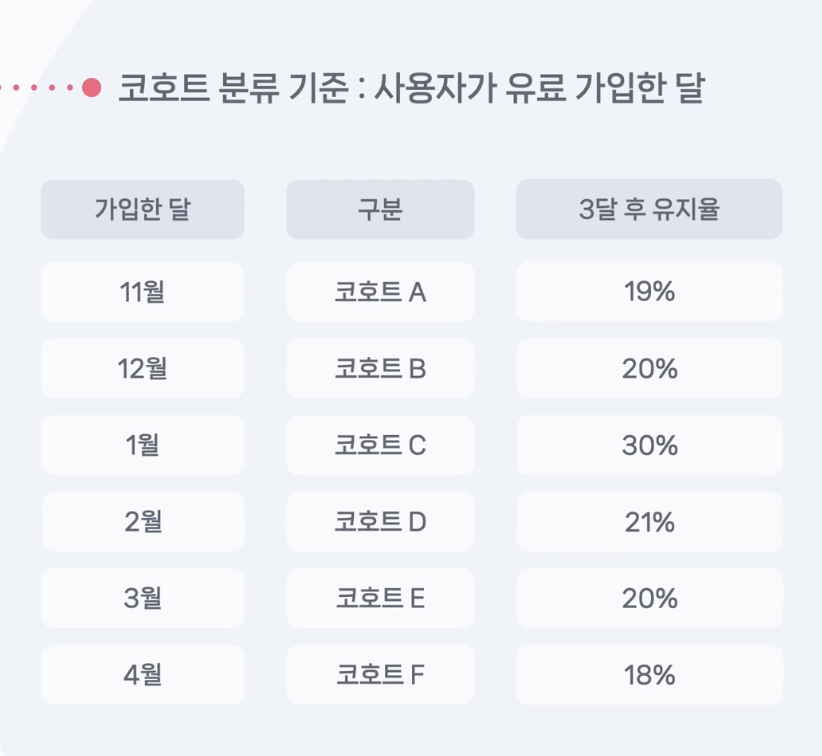 코호트 분류 기준 : 사용자가 유료 가입한 달
가입한 달 구분 3달 후 유지율
11월 코호트 A 19%
12월 코호트 B 20%
1월 코호트 C 30%
2월 코호트 D 21%
3월 코호트 E 20%
4월 코호트 F 18%